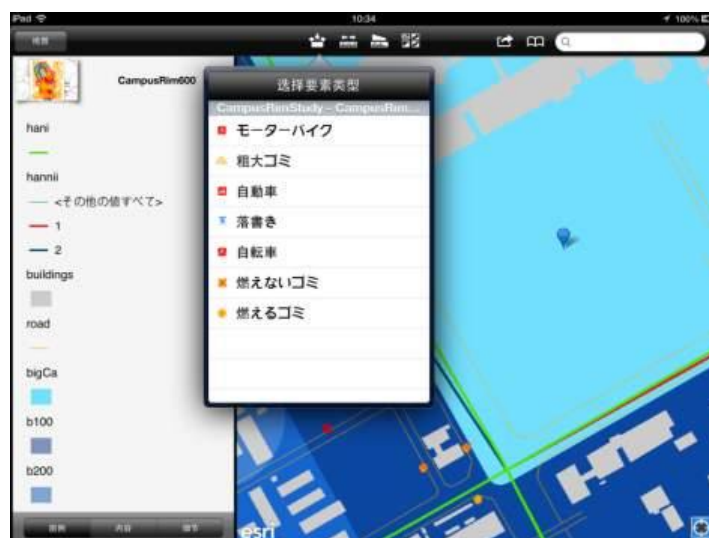 iPad
10:34
100%
CampusRim600
选择要素类型
CampusRimStudy – CampusRim...
モーターバイク
粗大ゴミ
自動車
落書き
自転車
燃えないゴミ
燃えるゴミ
hani
hannii
<その他の値すべて>
1
2
buildings
road
bigCa
b100
b200
esri